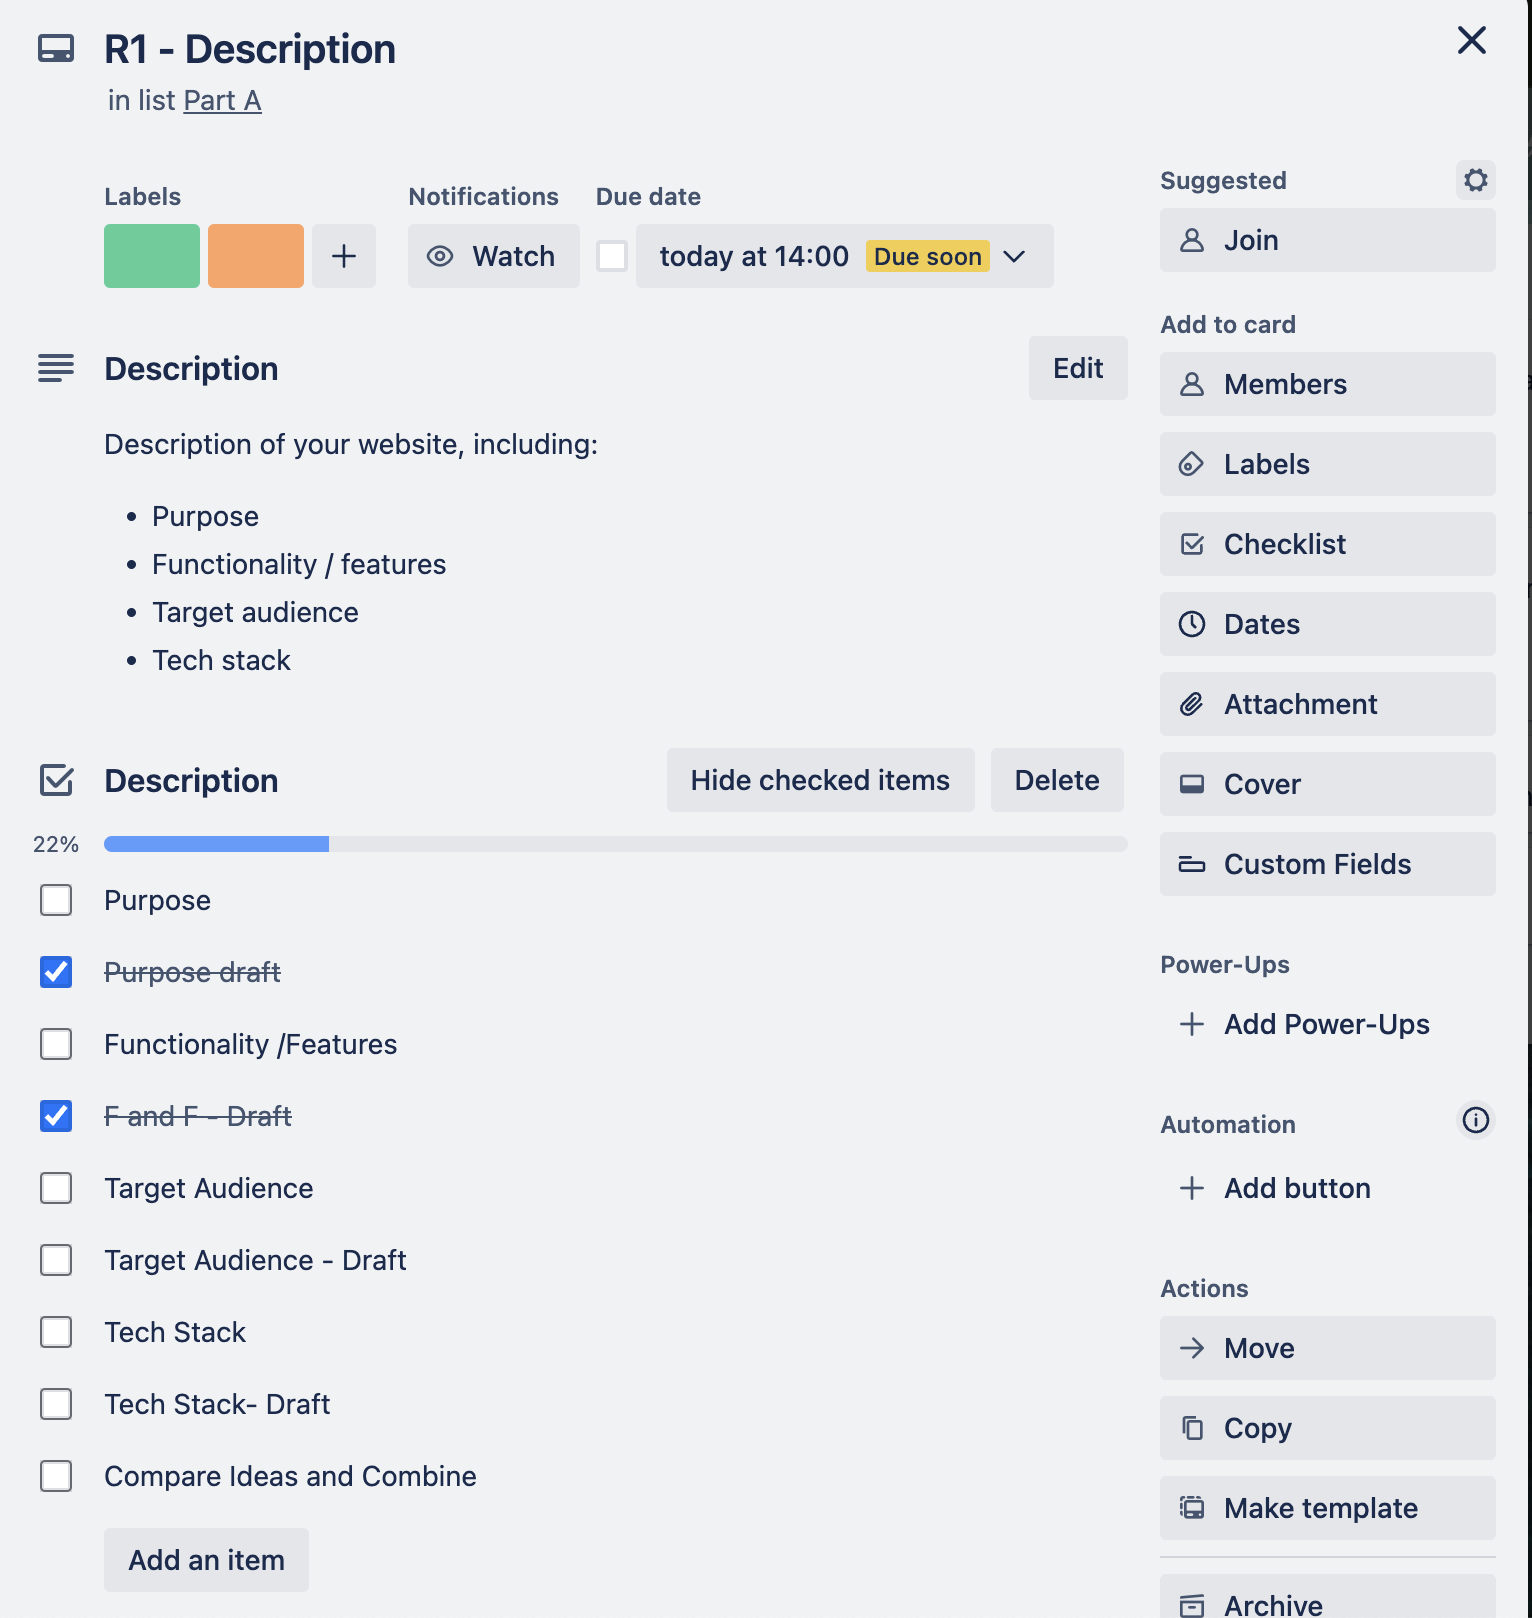 R1 - Description
in list Part A
Labels
Notifications
Due date
Watch
today at 14:00 Due soon
Description
Edit
Description of your website, including:
• Purpose
• Functionality / features
• Target audience
• Tech stack
Description
Hide checked items
Delete
22%
Purpose
Purpose draft
Functionality /Features
F and F - Draft
Target Audience
Target Audience - Draft
Tech Stack
Tech Stack- Draft
Compare Ideas and Combine
Add an item
Suggested
Join
Add to card
Members
Labels
Checklist
Dates
Attachment
Cover
Custom Fields
Power-Ups
Add Power-Ups
Automation
Add button
Actions
Move
Copy
Make template
Archive